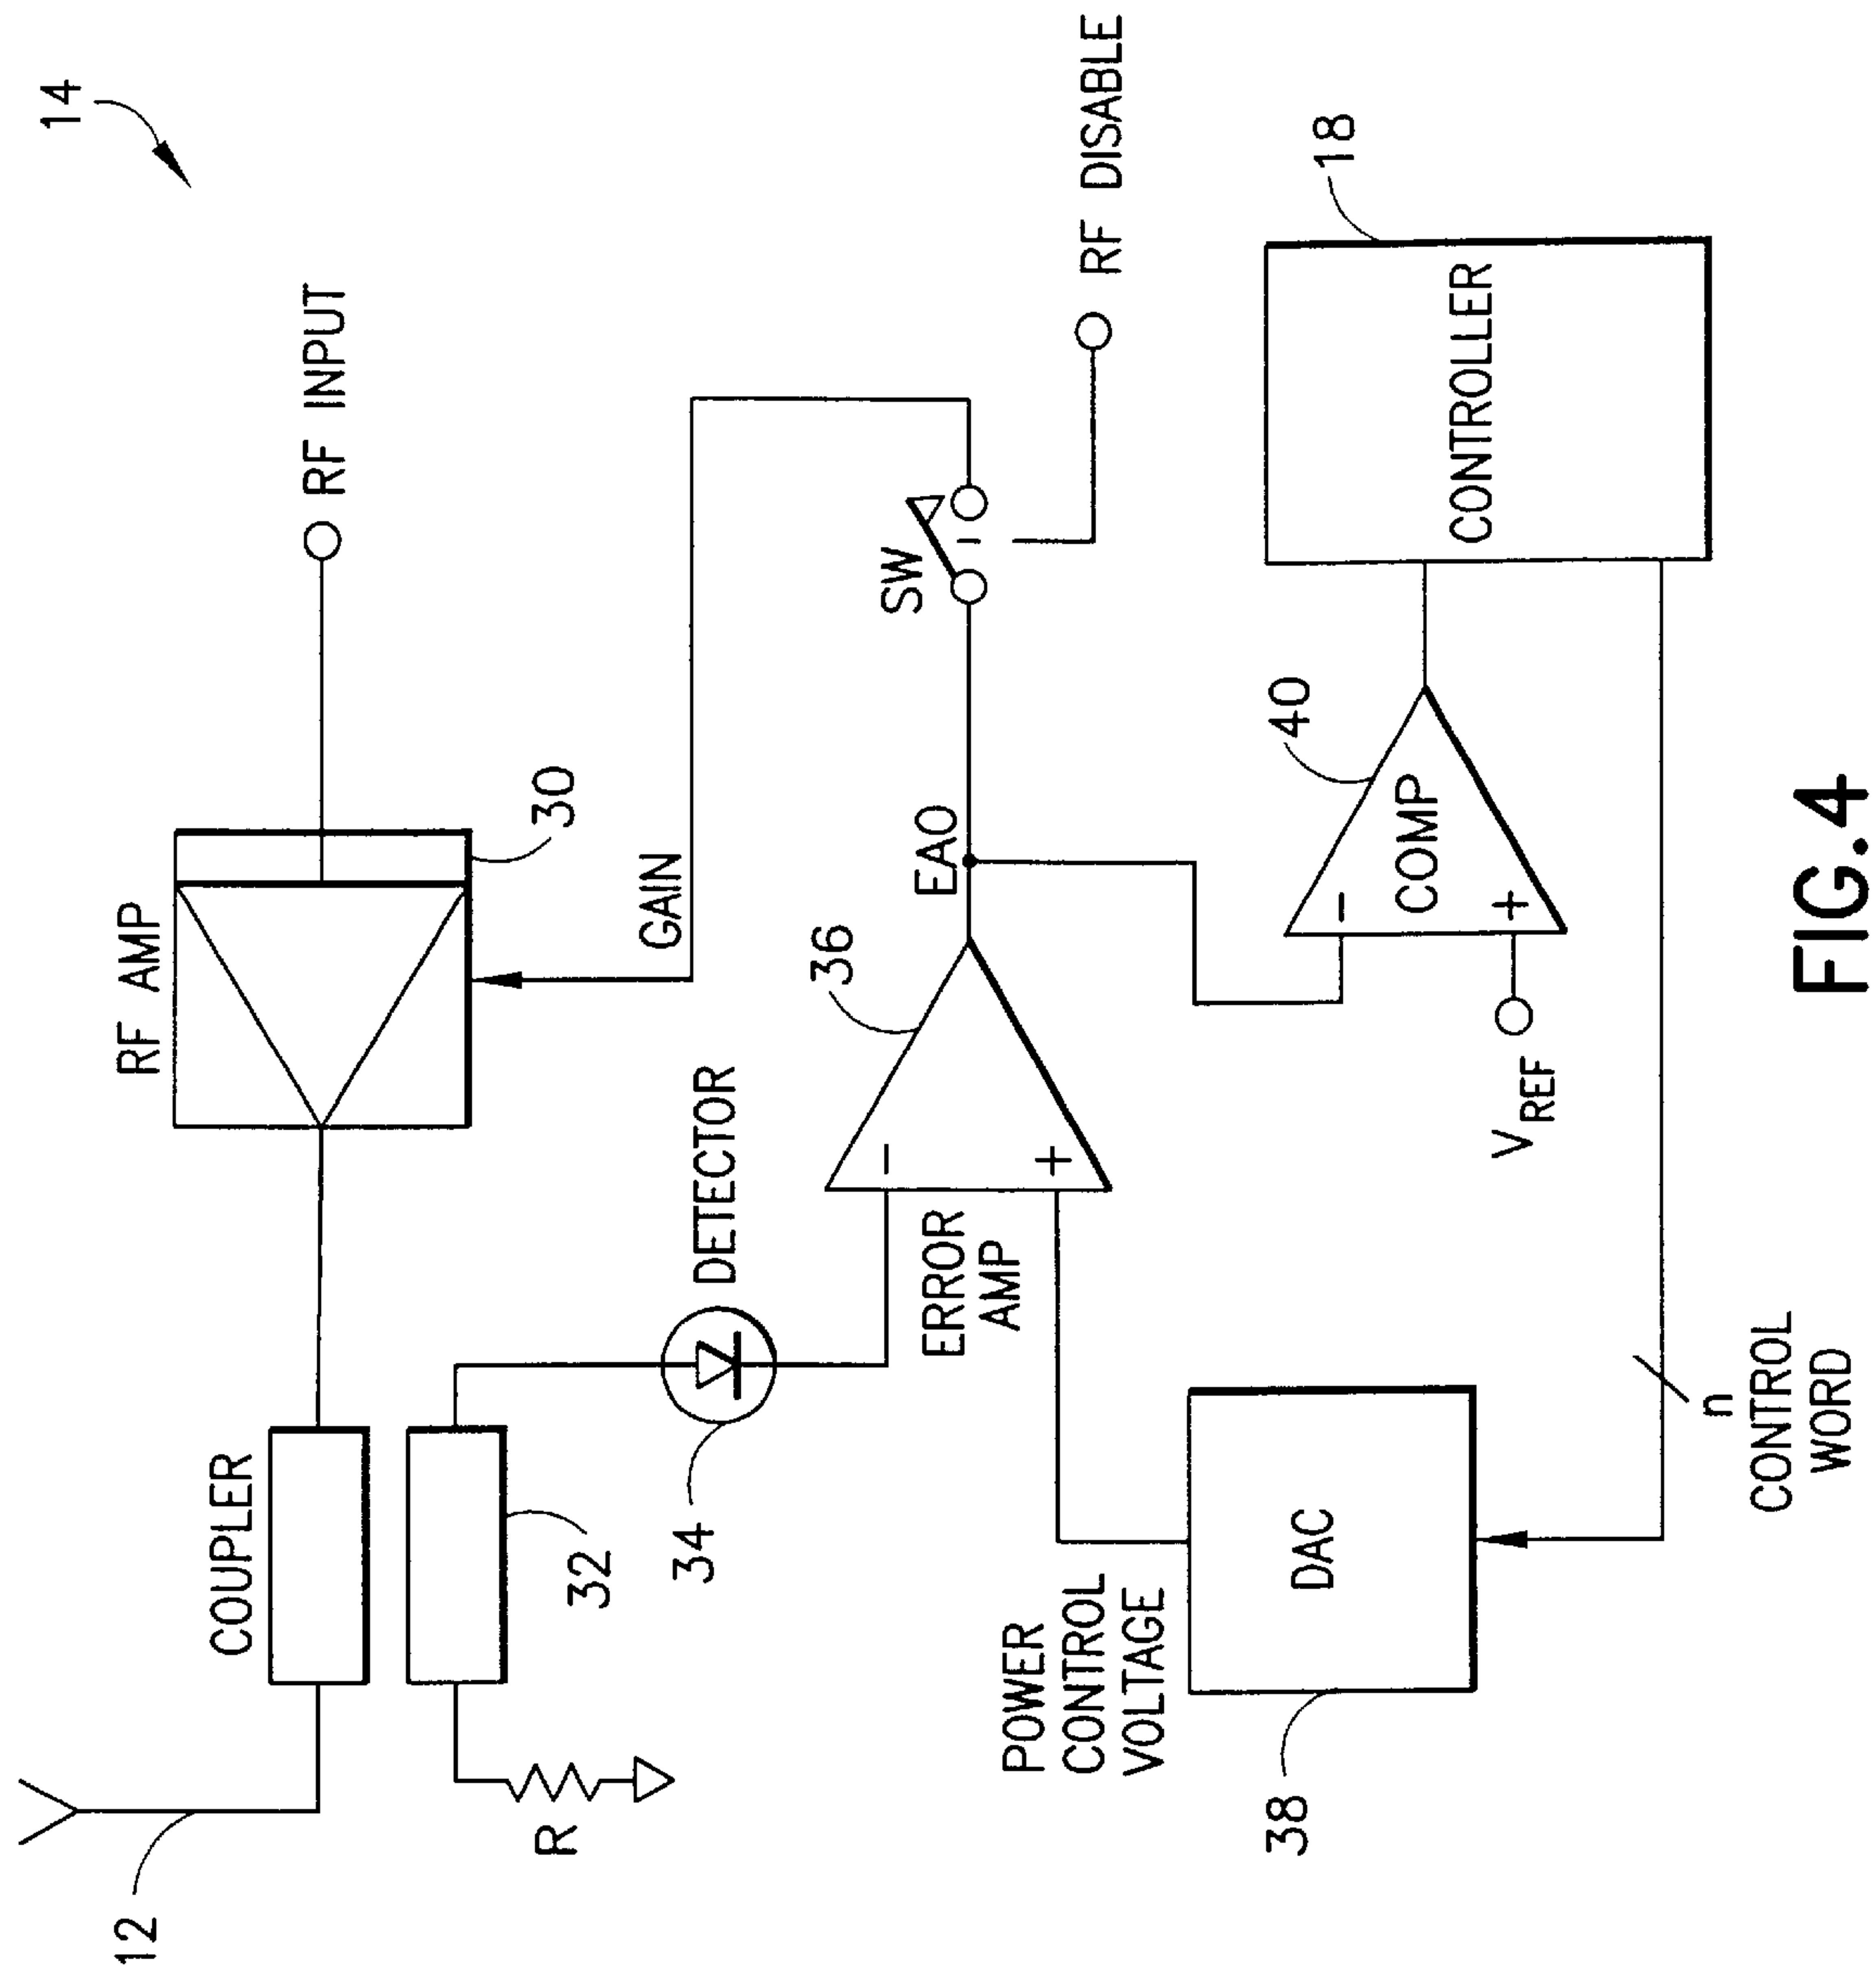 14
RF INPUT
RF AMP
30
COUPLER
12
32
R
GAIN
DETECTOR
34
RF DISABLE
SW
EAO
36
ERROR
AMP
POWER
CONTROL
VOLTAGE
DAC
38
18
CONTROLLER
40
COMP
-
+
-
+
VREF
n
CONTROL
WORD
FIG.4